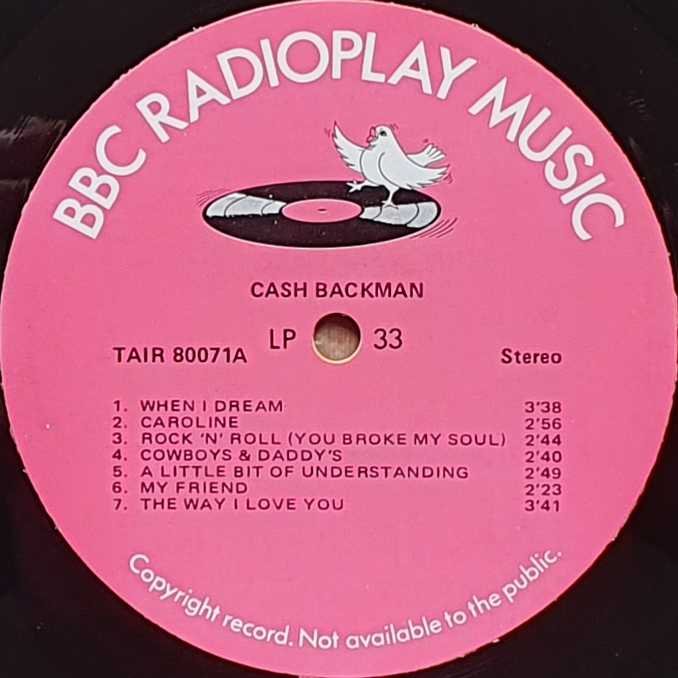 BBC RADIOPLAY MUSIC
CASH BACKMAN
LP 33
TAIR 80071A Stereo
1. WHEN I DREAM 3'38
2. CAROLINE 2'56
3. ROCK 'N' ROLL (YOU BROKE MY SOUL) 2'44
4. COWBOYS & DADDY'S 2'40
5. A LITTLE BIT OF UNDERSTANDING 2'49
6. MY FRIEND 2'23
7. THE WAY I LOVE YOU 3'41
Copyright record. Not available to the public.